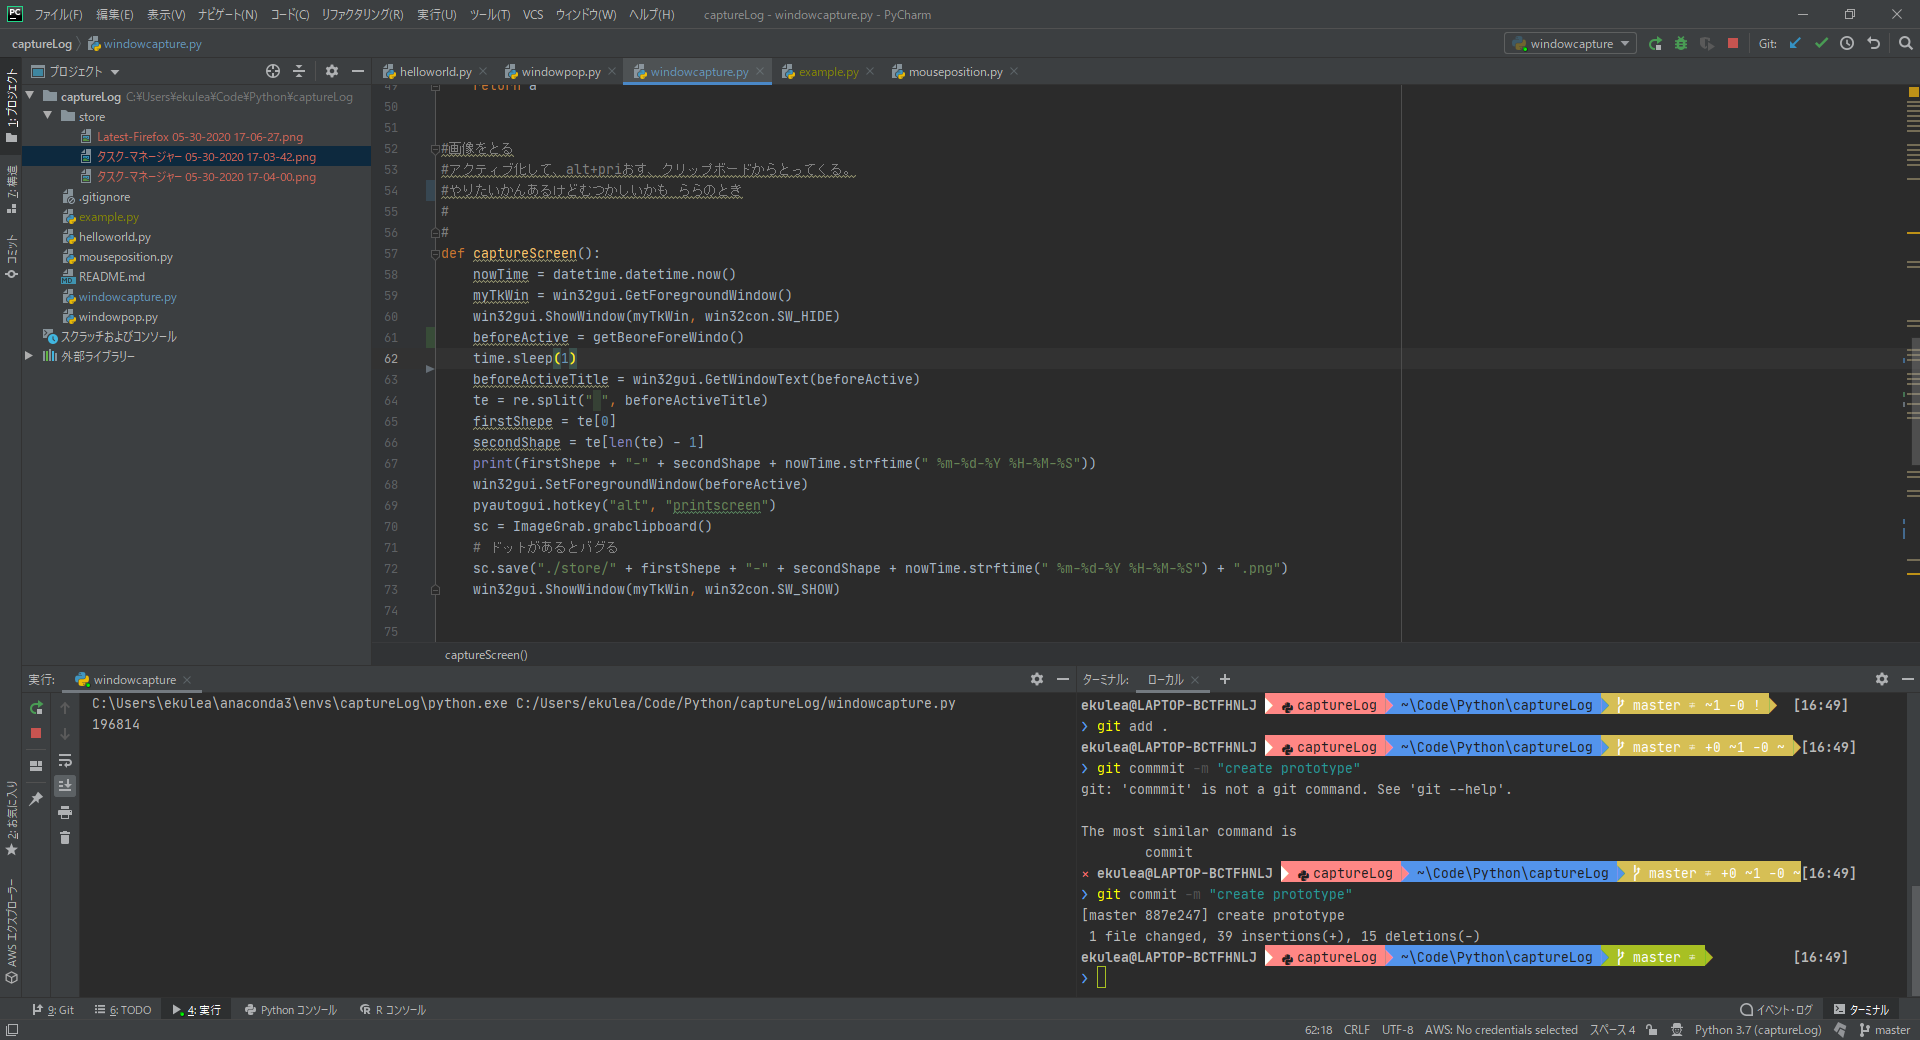 PC ファイル(F) 編集(E) 表示(V) ナビゲート(N) コード(C) リファクタリング(R) 実行(U) ツール(T) VCS ウィンドウ(W) ヘルプ(H) captureLog - windowcapture.py - PyCharm
captureLog windowcapture.py windowcapture Git:
プロジェクト
helloworld.py windowpop.py windowcapture.py example.py mouseposition.py
1: プロジェクト
7: 構造
コミット
2: お気に入り
AWS エクスプローラー
captureLog C:¥Users¥ekulea¥Code¥Python¥captureLog
store
Latest-Firefox 05-30-2020 17-06-27.png
タスク-マネージャー 05-30-2020 17-03-42.png
タスク-マネージャー 05-30-2020 17-04-00.png
.gitignore
example.py
helloworld.py
mouseposition.py
README.md
windowcapture.py
windowpop.py
スクラッチおよびコンソール
外部ライブラリー
49 return a
50
51
52 #画像をとる
53 #アクティブ化して、alt+priおす、クリップボードからとってくる。
54 #やりたいかんあるけどむつかしいかも ららのとき
55 #
56 #
57 def captureScreen():
58 nowTime = datetime.datetime.now()
59 myTkWin = win32gui.GetForegroundWindow()
60 win32gui.ShowWindow(myTkWin, win32con.SW_HIDE)
61 beforeActive = getBeoreForeWindo()
62 time.sleep(1)
63 beforeActiveTitle = win32gui.GetWindowText(beforeActive)
64 te = re.split(" ", beforeActiveTitle)
65 firstShepe = te[0]
66 secondShape = te[len(te) - 1]
67 print(firstShepe + "-" + secondShape + nowTime.strftime(" %m-%d-%Y %H-%M-%S"))
68 win32gui.SetForegroundWindow(beforeActive)
69 pyautogui.hotkey("alt", "printscreen")
70 sc = ImageGrab.grabclipboard()
71 # ドットがあるとバグる
72 sc.save("./store/" + firstShepe + "-" + secondShape + nowTime.strftime(" %m-%d-%Y %H-%M-%S") + ".png")
73 win32gui.ShowWindow(myTkWin, win32con.SW_SHOW)
74
75
captureScreen()
実行: windowcapture
C:\Users\ekulea\anaconda3\envs\captureLog\python.exe C:/Users/ekulea/Code/Python/captureLog/windowcapture.py
196814
ターミナル: ローカル +
ekulea@LAPTOP-BCTFHNLJ captureLog ~\Code\Python\captureLog master = ~1 -0 ! [16:49]
❯ git add .
ekulea@LAPTOP-BCTFHNLJ captureLog ~\Code\Python\captureLog master = +0 ~1 -0 ~ [16:49]
❯ git commmit -m "create prototype"
git: 'commmit' is not a git command. See 'git --help'.
The most similar command is
commit
× ekulea@LAPTOP-BCTFHNLJ captureLog ~\Code\Python\captureLog master = +0 ~1 -0 ~ [16:49]
❯ git commit -m "create prototype"
[master 887e247] create prototype
1 file changed, 39 insertions(+), 15 deletions(-)
ekulea@LAPTOP-BCTFHNLJ captureLog ~\Code\Python\captureLog master = [16:49]
❯
9: Git 6: TODO 4: 実行 Python コンソール R コンソール イベント・ログ ターミナル
62:18 CRLF UTF-8 AWS: No credentials selected スペース 4 Python 3.7 (captureLog) master